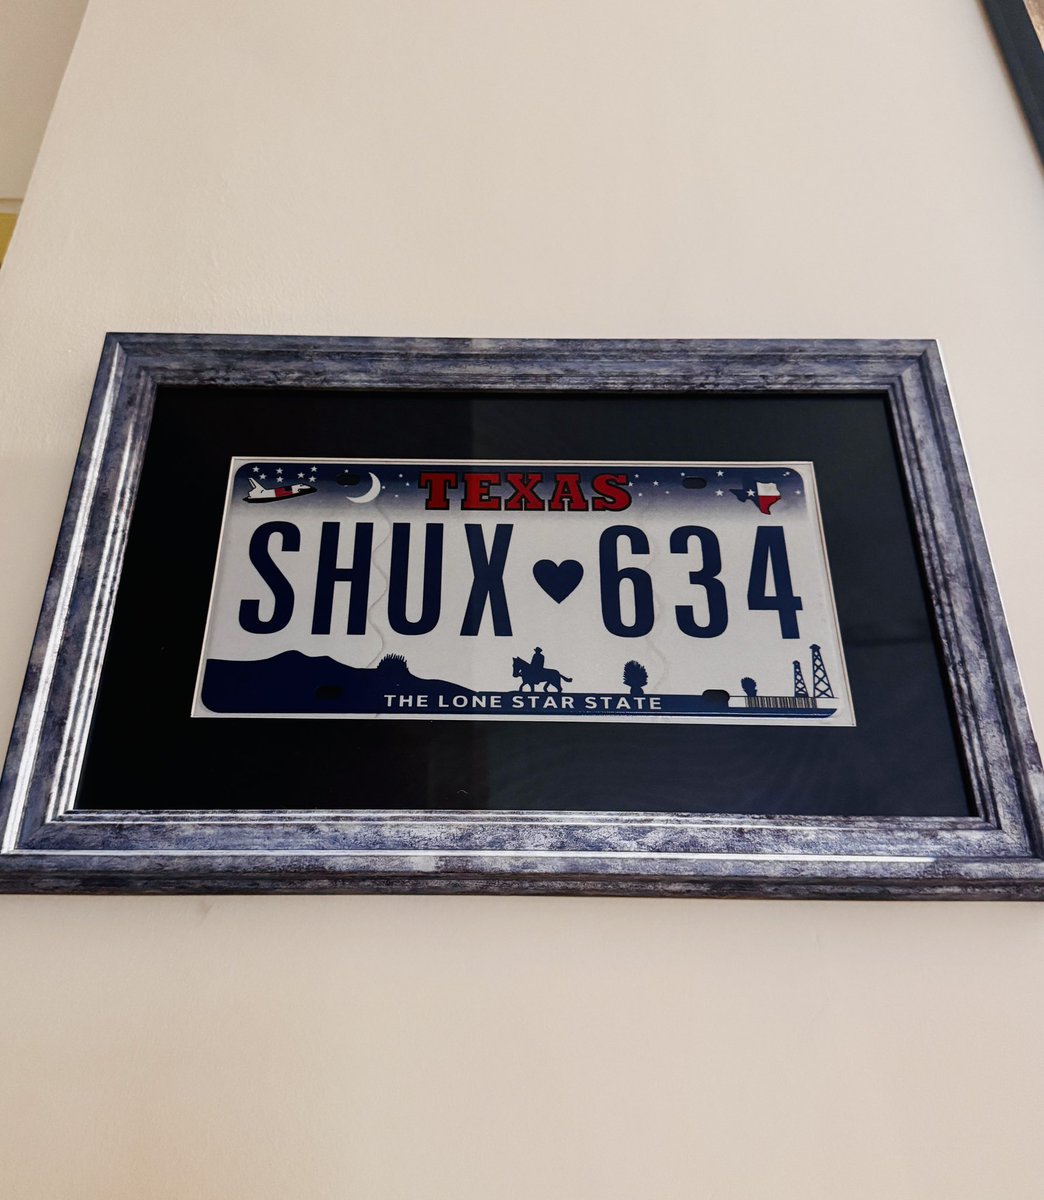 TEXAS
SHUX♥634
THE LONE STAR STATE